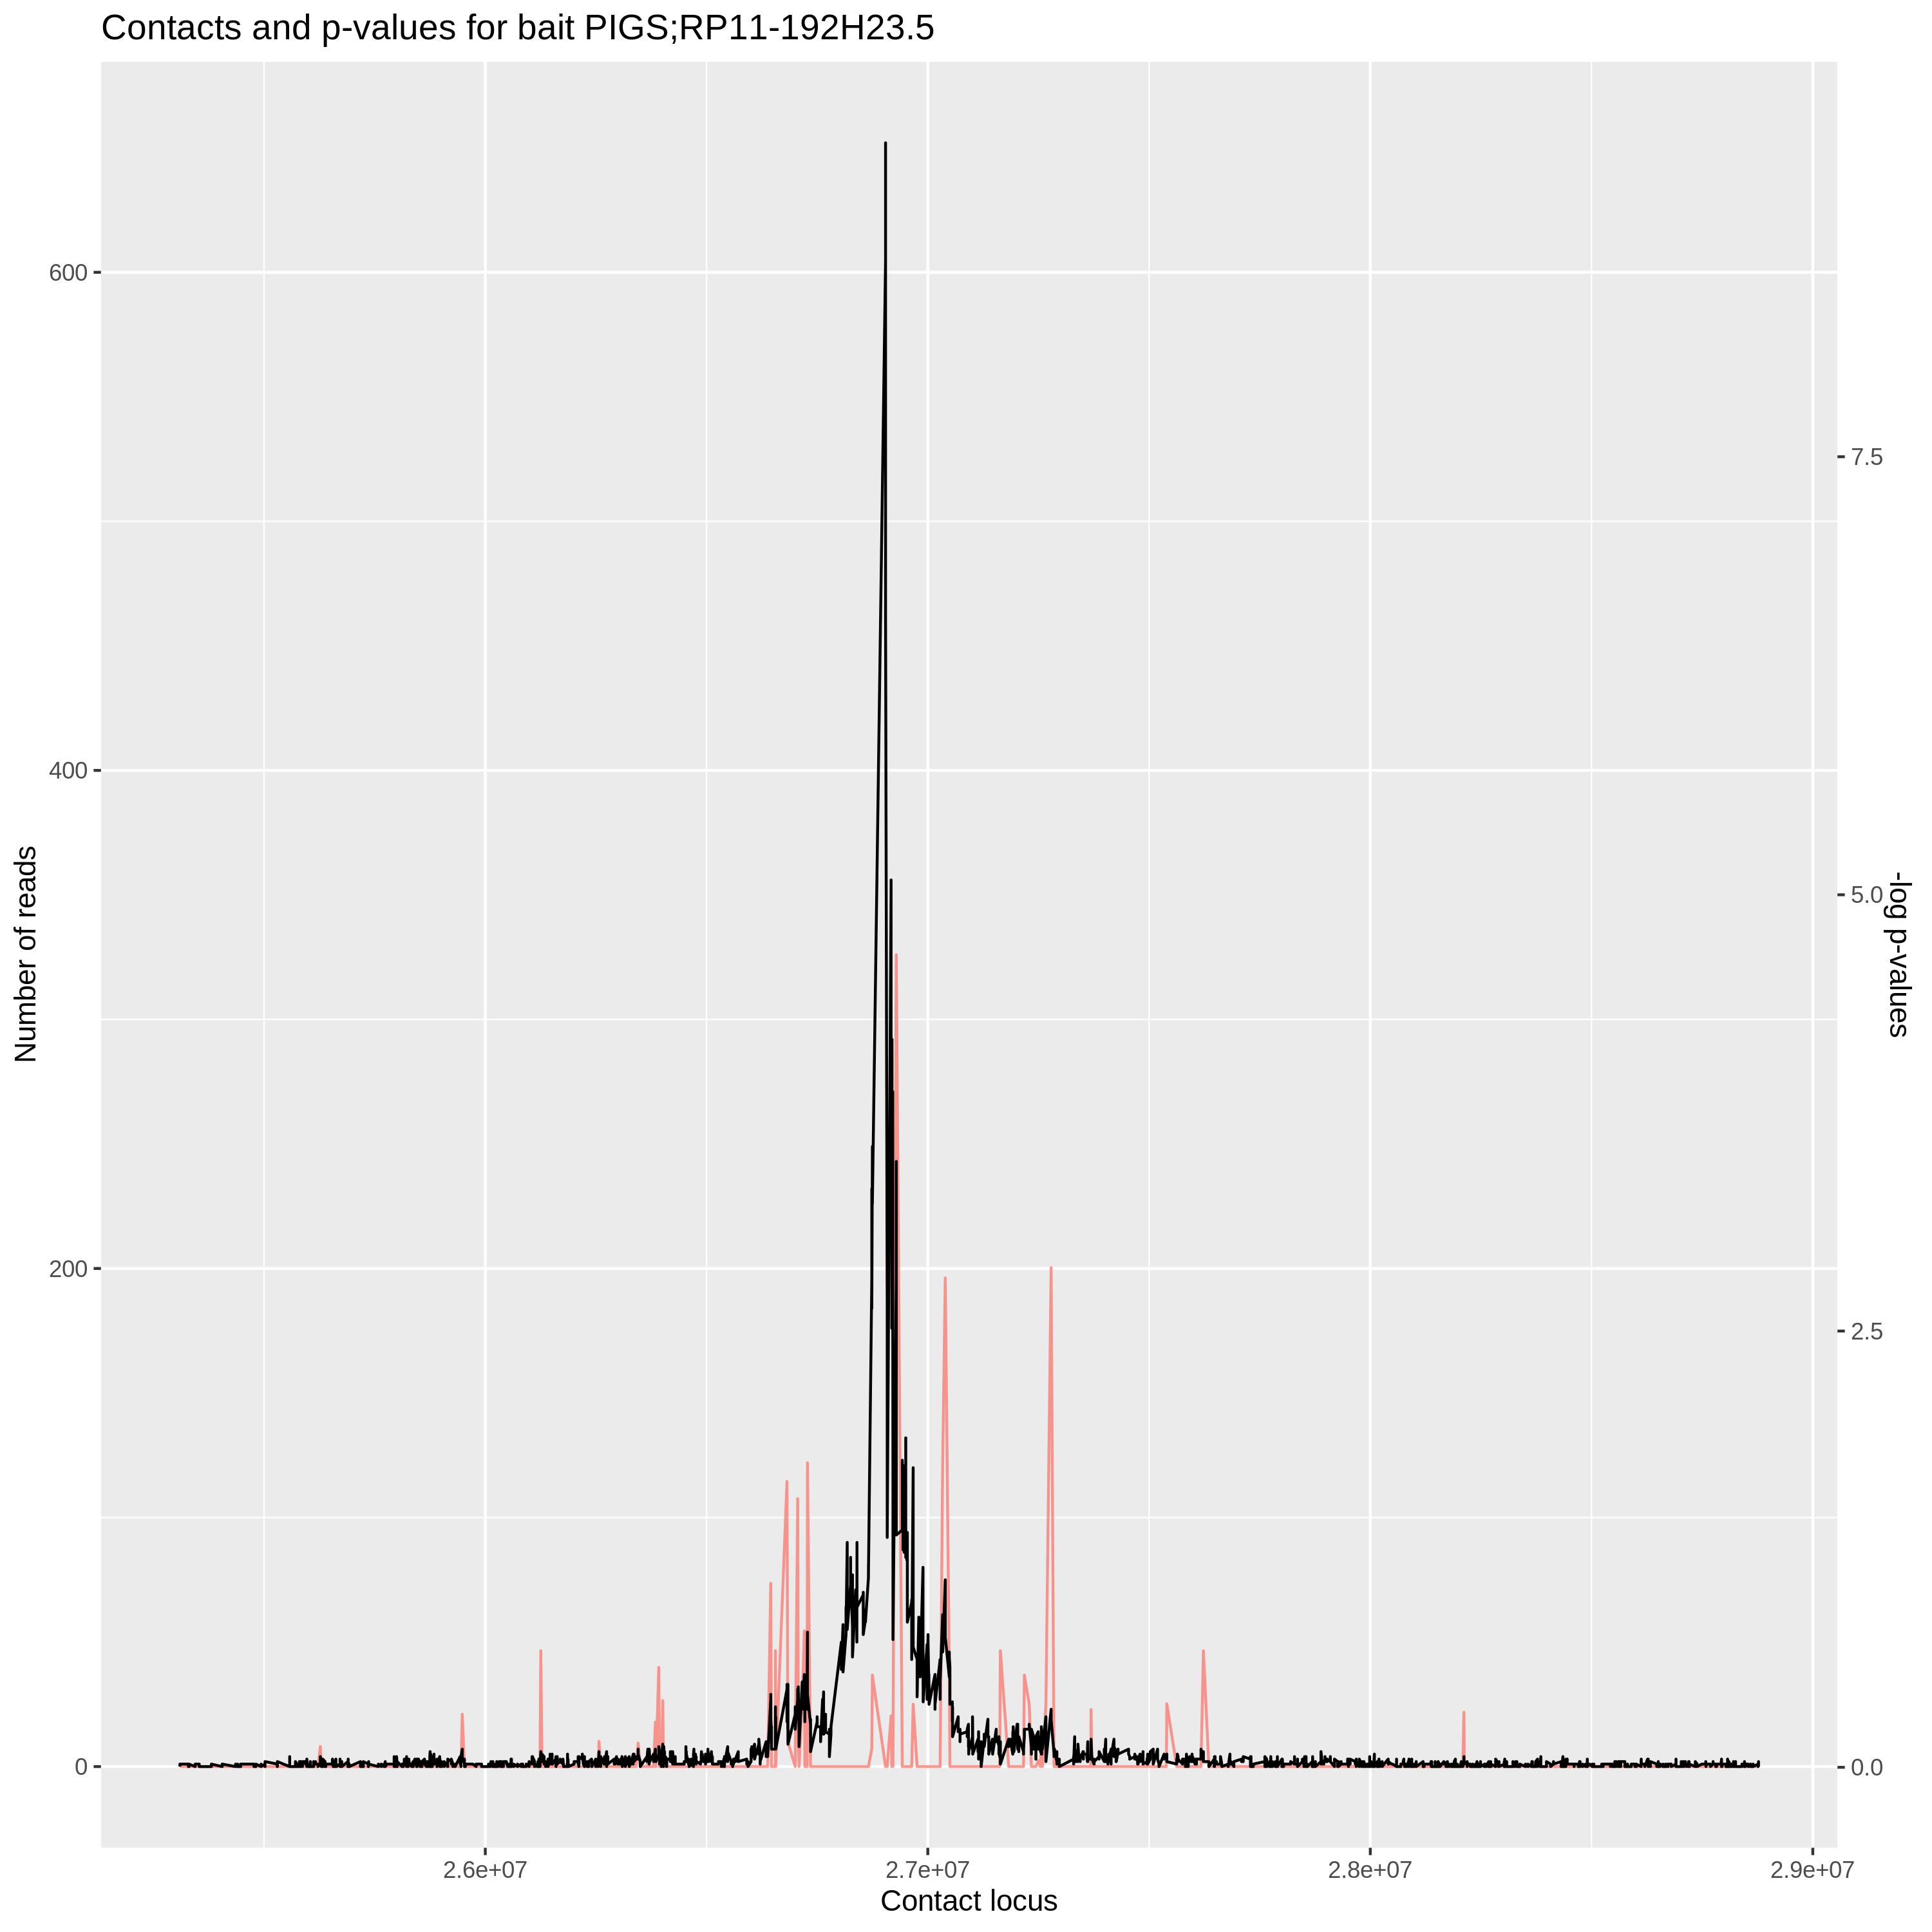 Contacts and p-values for bait PIGS;RP11-192H23.5
600
400
200
0
Number of reads
7.5
5.0
2.5
0.0
-log p-values
2.6e+07
2.7e+07
2.8e+07
2.9e+07
Contact locus